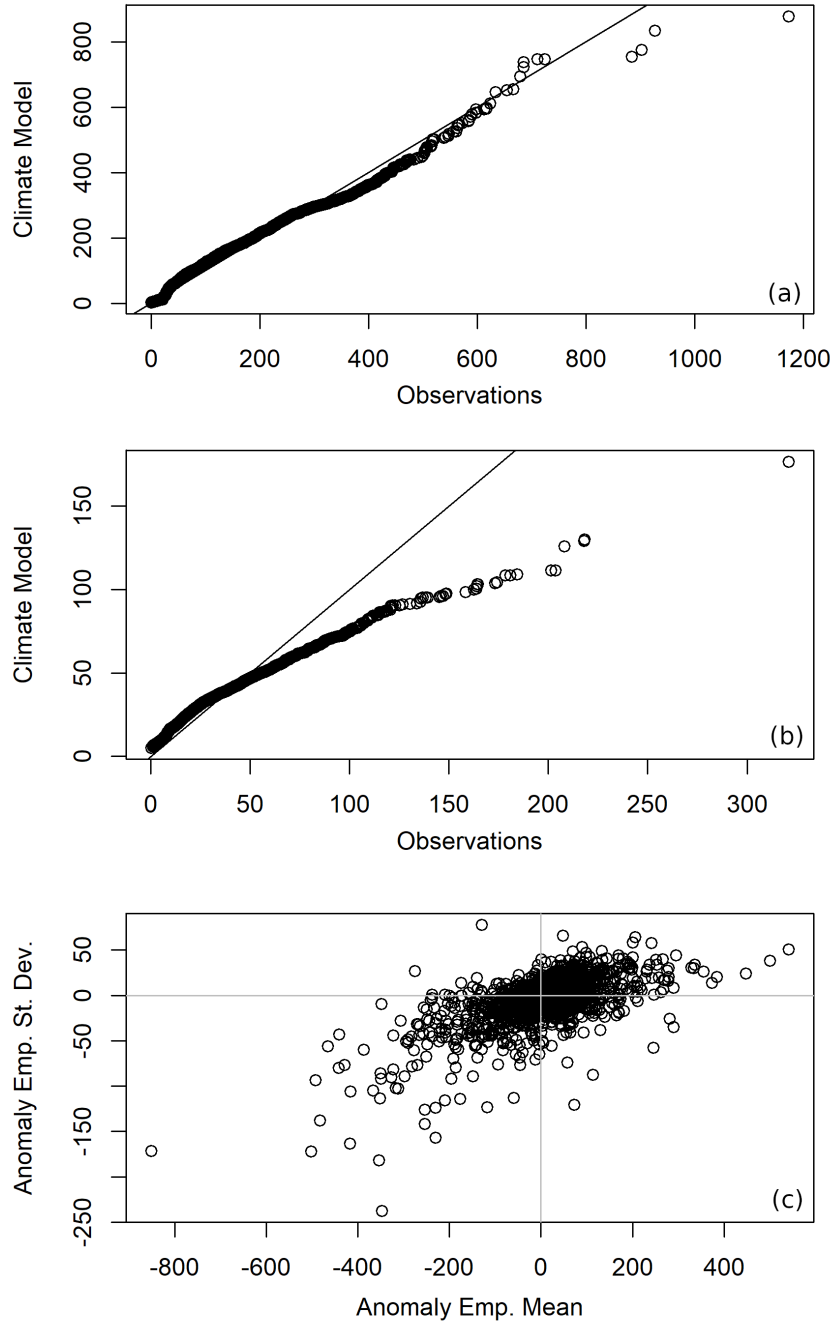 800
600
400
200
0
Climate Model
(a)
0 200 400 600 800 1000 1200
Observations
150
100
50
0
Climate Model
(b)
0 50 100 150 200 250 300
Observations
50
0
-50
-150
-250
Anomaly Emp. St. Dev.
(c)
-800 -600 -400 -200 0 200 400
Anomaly Emp. Mean